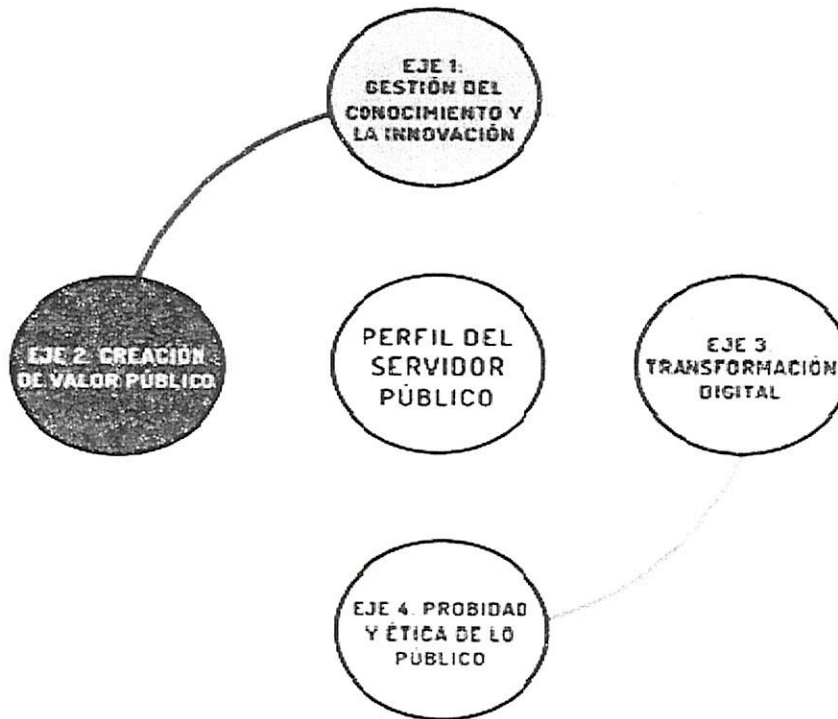 EJE 1:
GESTIÓN DEL
CONOCIMIENTO Y
LA INNOVACIÓN
EJE 2. CREACIÓN
DE VALOR PÚBLICO
PERFIL DEL
SERVIDOR
PÚBLICO
EJE 3.
TRANSFORMACIÓN
DIGITAL
EJE 4. PROBIDAD
Y ÉTICA DE LO
PÚBLICO